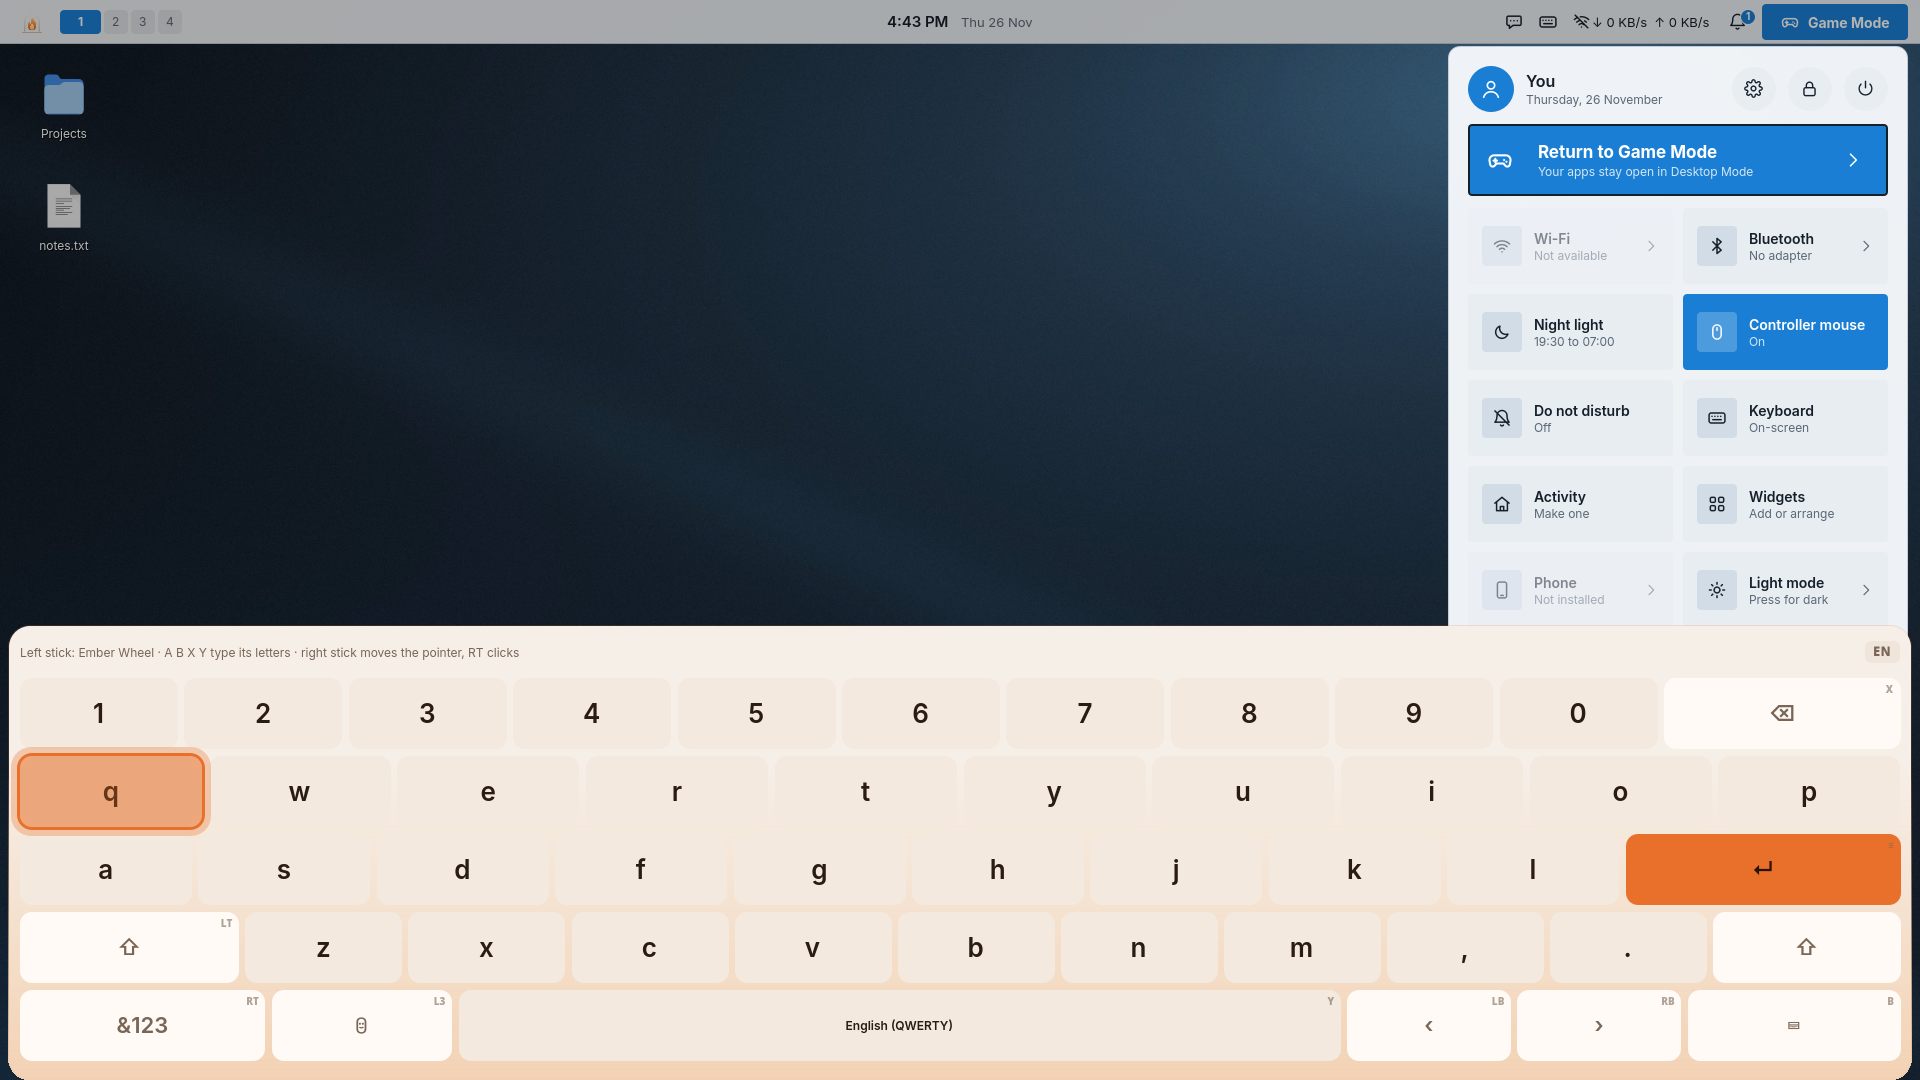 1 2 3 4
4:43 PM Thu 26 Nov
↓ 0 KB/s ↑ 0 KB/s
1
Game Mode
Projects
notes.txt
You
Thursday, 26 November
Return to Game Mode
Your apps stay open in Desktop Mode
Wi-Fi
Not available
Bluetooth
No adapter
Night light
19:30 to 07:00
Controller mouse
On
Do not disturb
Off
Keyboard
On-screen
Activity
Make one
Widgets
Add or arrange
Phone
Not installed
Light mode
Press for dark
Left stick: Ember Wheel · A B X Y type its letters · right stick moves the pointer, RT clicks
EN
1 2 3 4 5 6 7 8 9 0 X
q w e r t y u i o p
a s d f g h j k l
LT z x c v b n m , .
&123 RT L3 English (QWERTY) Y ‹ LB › RB B